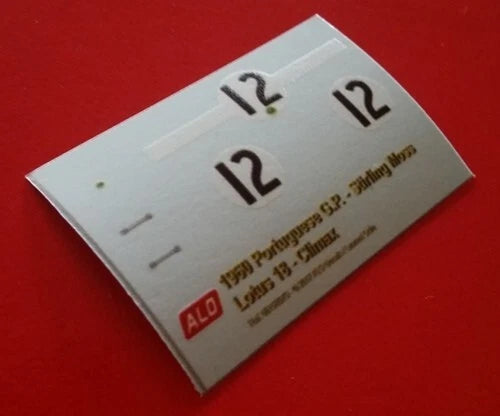 12
12
12
1960 Portuguese G.P. - Stirling Moss
Lotus 18 - Climax
ALD